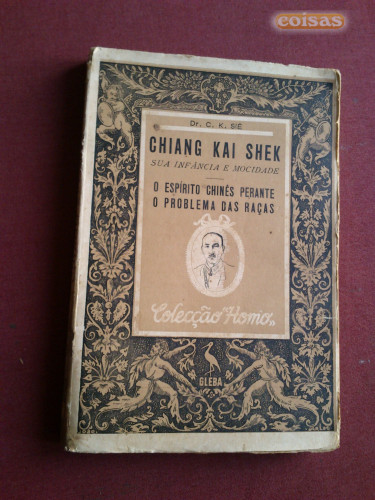 coisas
Dr. C. K. SIÉ
CHIANG KAI SHEK
SUA INFÂNCIA E MOCIDADE
O ESPÍRITO CHINÊS PERANTE
O PROBLEMA DAS RAÇAS
Colecção "Homo"
GLEBA